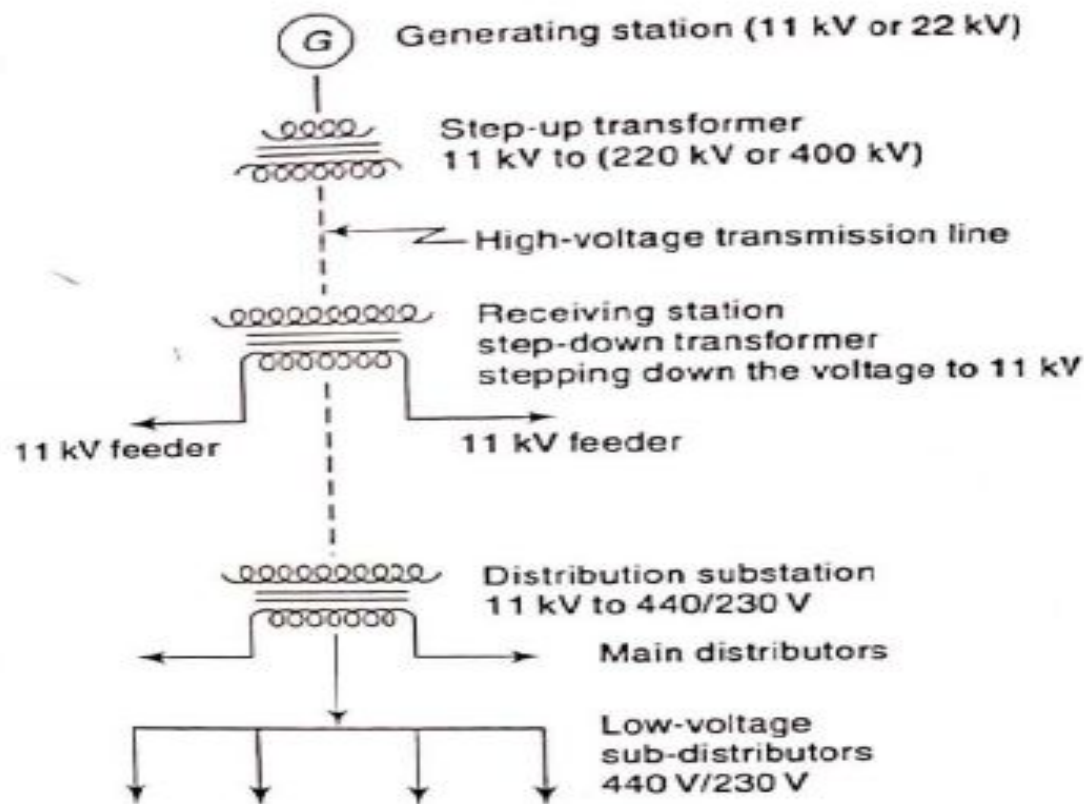 G
Generating station (11 kV or 22 kV)
Step-up transformer
11 kV to (220 kV or 400 kV)
High-voltage transmission line
Receiving station
step-down transformer
stepping down the voltage to 11 kV
11 kV feeder
11 kV feeder
Distribution substation
11 kV to 440/230 V
Main distributors
Low-voltage
sub-distributors
440 V/230 V